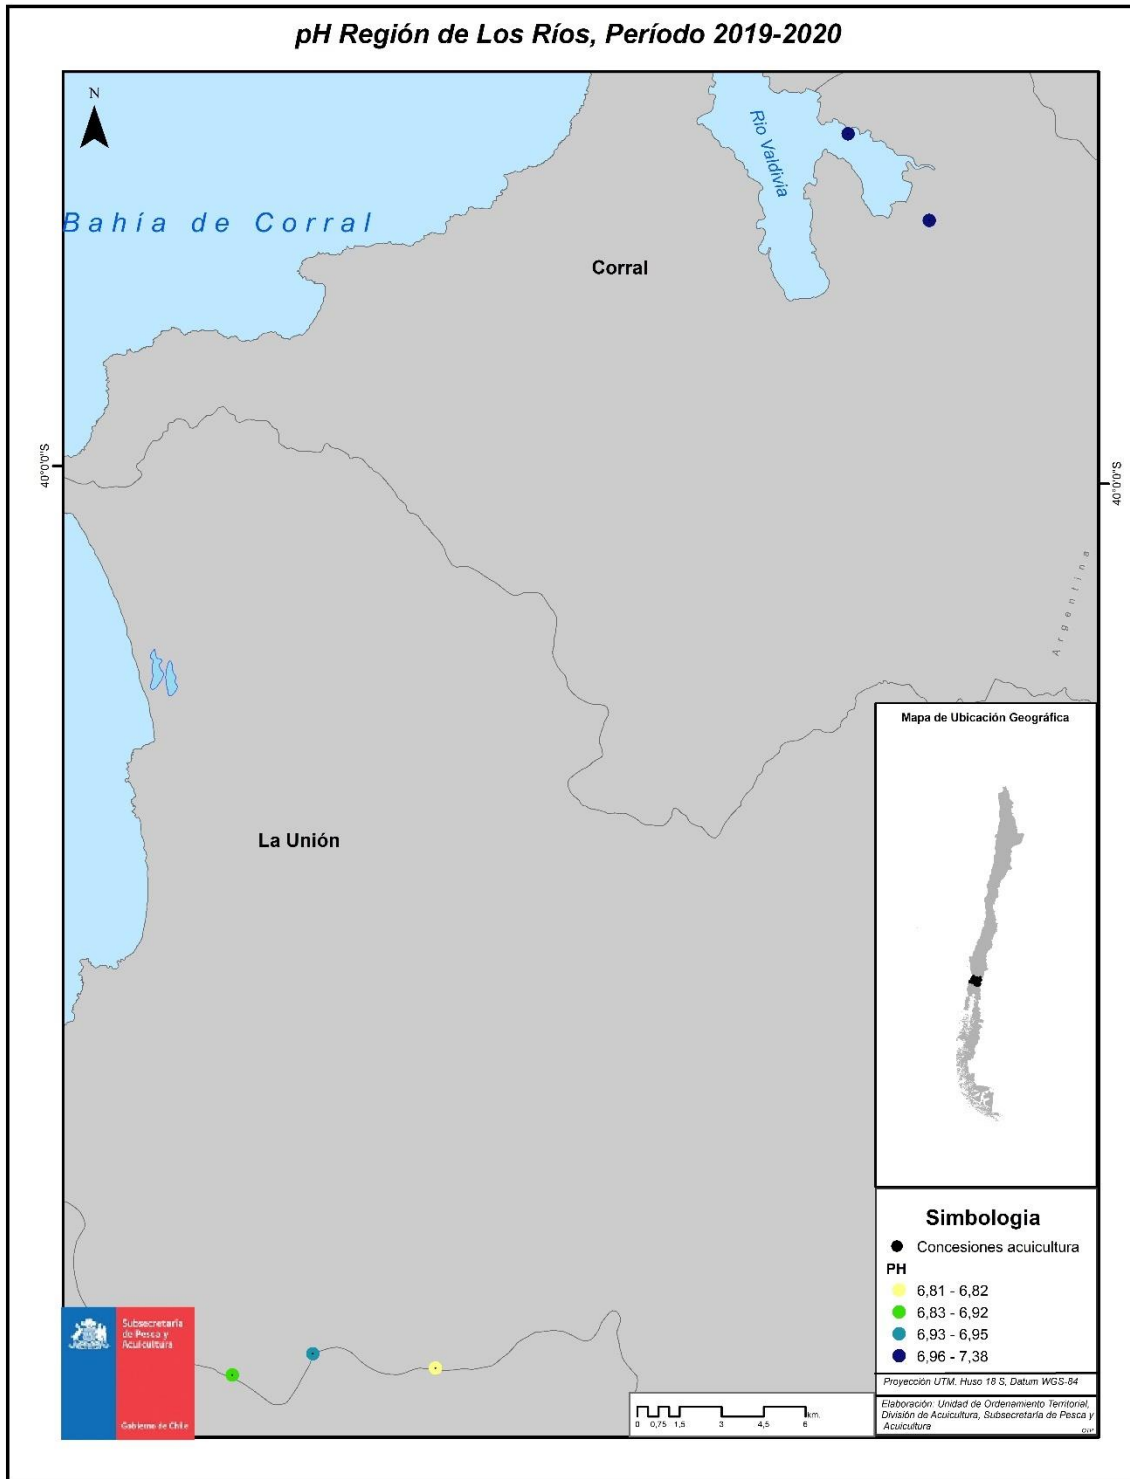 pH Región de Los Ríos, Período 2019-2020
N
Rio Valdivia
Bahía de Corral
Corral
40°0'0"S
40°0'0"S
Argentina
La Unión
Mapa de Ubicación Geográfica
Simbologia
Concesiones acuicultura
PH
6,81 - 6,82
6,83 - 6,92
6,93 - 6,95
6,96 - 7,38
Proyección UTM. Huso 18 S, Datum WGS-84
Elaboración: Unidad de Ordenamiento Territorial,
División de Acuicultura, Subsecretaría de Pesca y
Acuicultura
Subsecretaría
de Pesca y
Acuicultura
Gobierno de Chile
0 0,75 1,5 3 4,5 6 km.